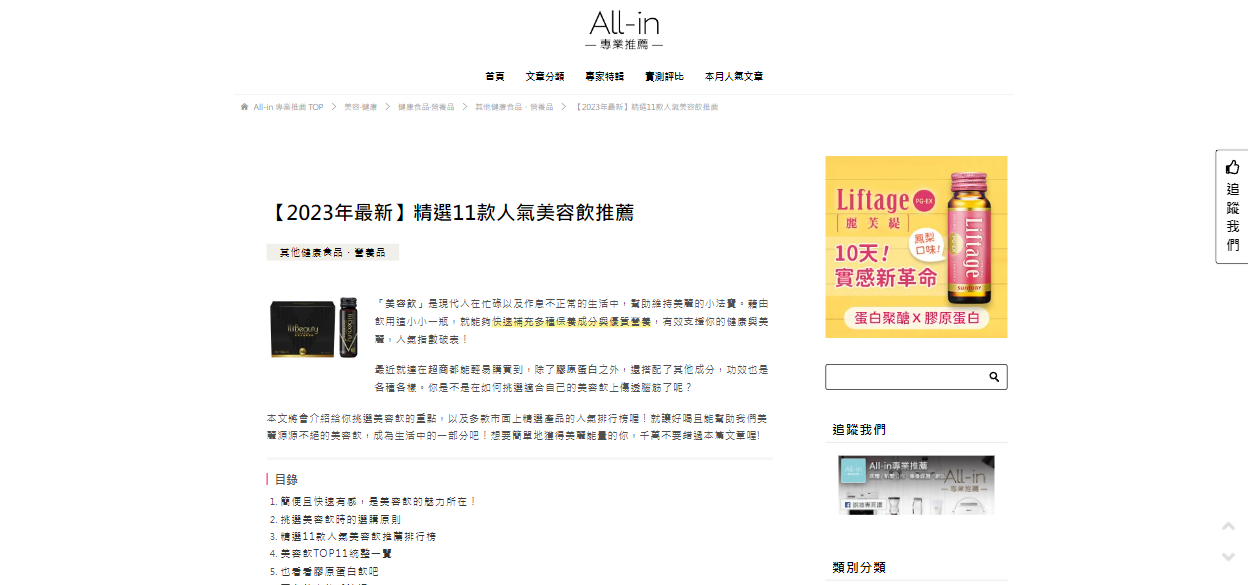 All-in
— 專業推薦 —
首頁 文章分類 專家特輯 實測評比 本月人氣文章
All-in 專業推薦 TOP > 美容·健康 > 健康食品·營養品 > 其他健康食品·營養品 > 【2023年最新】精選11款人氣美容飲推薦
【2023年最新】精選11款人氣美容飲推薦
其他健康食品·營養品
「美容飲」是現代人在忙碌以及作息不正常的生活中，幫助維持美麗的小法寶。藉由
飲用這小小一瓶，就能夠快速補充多種保養成分與優質營養，有效支援你的健康與美
麗，人氣指數破表！
最近就連在超商都能輕易購買到，除了膠原蛋白之外，還搭配了其他成分，功效也是
各種各樣。你是不是在如何挑選適合自己的美容飲上傷透腦筋了呢？
本文將會介紹給你挑選美容飲的重點，以及多款市面上精選產品的人氣排行榜喔！就讓好喝且能幫助我們美
麗源源不絕的美容飲，成為生活中的一部分吧！想要簡單地獲得美麗能量的你，千萬不要錯過本篇文章喔!
目錄
1. 簡便且快速有感，是美容飲的魅力所在！
2. 挑選美容飲時的選購原則
3. 精選11款人氣美容飲推薦排行榜
4. 美容飲TOP11統整一覽
5. 也看看膠原蛋白飲吧
Liftage PG-EX
麗芙緹
鳳梨
口味!
10天!
實感新革命
Liftage
蛋白聚醣X膠原蛋白
追蹤我們
All-in專業推薦
All-in
— 專業推薦 —
類別分類
追蹤我們